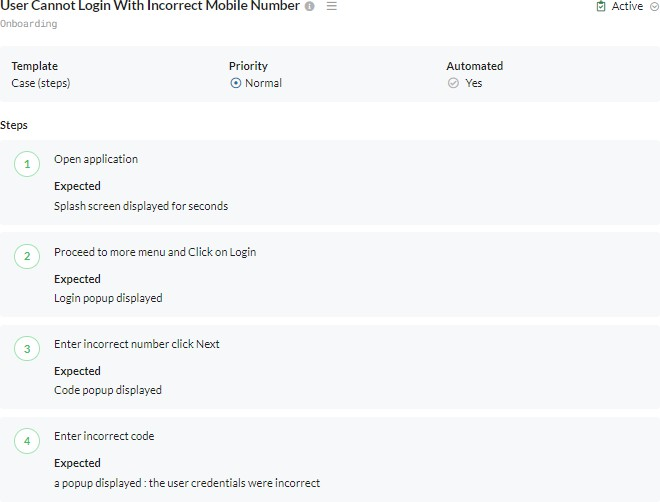 User Cannot Login With Incorrect Mobile Number
Active
Onboarding
Template Priority Automated
Case (steps) Normal Yes
Steps
1 Open application
Expected
Splash screen displayed for seconds
2 Proceed to more menu and Click on Login
Expected
Login popup displayed
3 Enter incorrect number click Next
Expected
Code popup displayed
4 Enter incorrect code
Expected
a popup displayed : the user credentials were incorrect